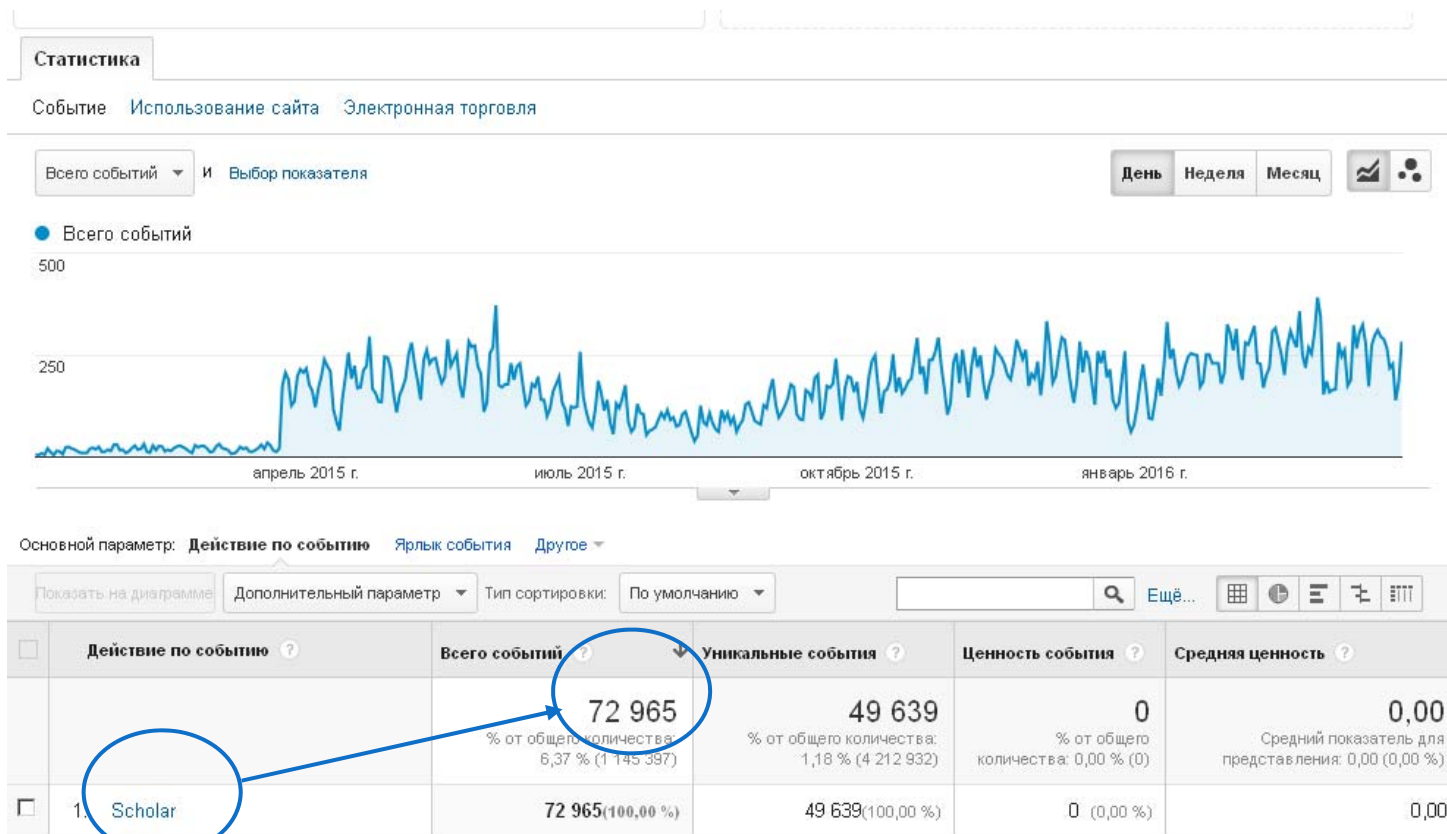 Статистика
Событие Использование сайта Электронная торговля
Всего событий и Выбор показателя День Неделя Месяц
Всего событий
500
250
апрель 2015 г. июль 2015 г. октябрь 2015 г. январь 2016 г.
Основной параметр: Действие по событию Ярлык события Другое
Показать на диаграмме Дополнительный параметр Тип сортировки: По умолчанию Ещё...
Действие по событию ? Всего событий ? Уникальные события ? Ценность события ? Средняя ценность ?
72 965 49 639 0 0,00
% от общего количества: % от общего количества: % от общего Средний показатель для
6,37 % (1 145 397) 1,18 % (4 212 932) количества: 0,00 % (0) представления: 0,00 (0,00 %)
1. Scholar 72 965(100,00 %) 49 639(100,00 %) 0 (0,00 %) 0,00